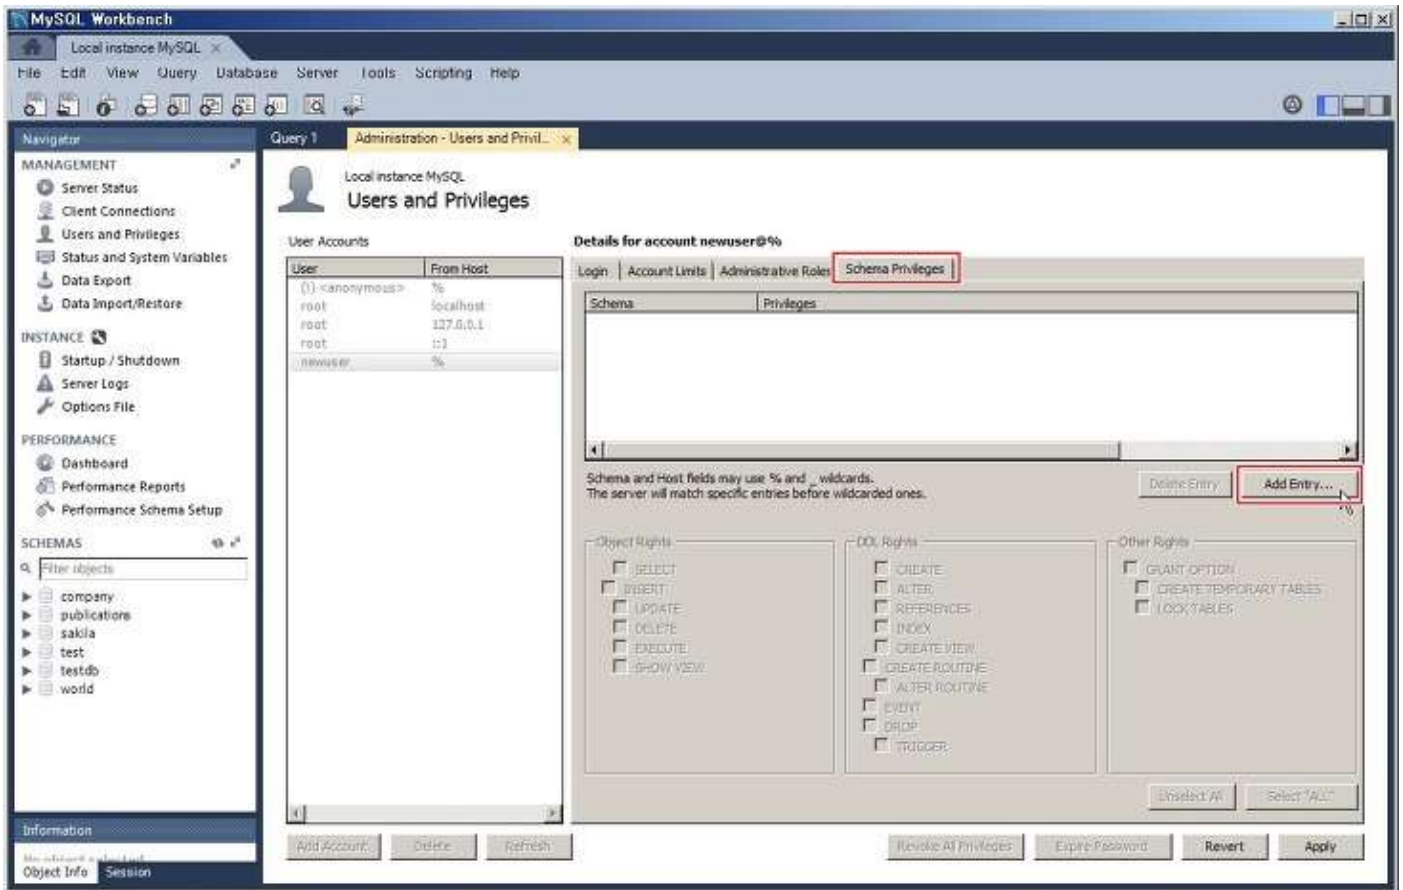 MySQL Workbench
Local instance MySQL
File Edit View Query Database Server Tools Scripting Help
Navigator
MANAGEMENT
Server Status
Client Connections
Users and Privileges
Status and System Variables
Data Export
Data Import/Restore
INSTANCE
Startup / Shutdown
Server Logs
Options File
PERFORMANCE
Dashboard
Performance Reports
Performance Schema Setup
SCHEMAS
Filter objects
company
publications
sakila
test
testdb
world
Information
No object selected
Object Info Session
Query 1 Administration - Users and Privil...
Local instance MySQL
Users and Privileges
User Accounts
User From Host
(!) <anonymous> %
root localhost
root 127.0.0.1
root ::1
newuser %
Add Account Delete Refresh
Details for account newuser@%
Login Account Limits Administrative Roles Schema Privileges
Schema Privileges
Schema and Host fields may use % and _ wildcards.
The server will match specific entries before wildcarded ones.
Delete Entry Add Entry...
Object Rights
SELECT
INSERT
UPDATE
DELETE
EXECUTE
SHOW VIEW
DDL Rights
CREATE
ALTER
REFERENCES
INDEX
CREATE VIEW
CREATE ROUTINE
ALTER ROUTINE
EVENT
DROP
TRIGGER
Other Rights
GRANT OPTION
CREATE TEMPORARY TABLES
LOCK TABLES
Unselect All Select "ALL"
Revoke All Privileges Expire Password Revert Apply